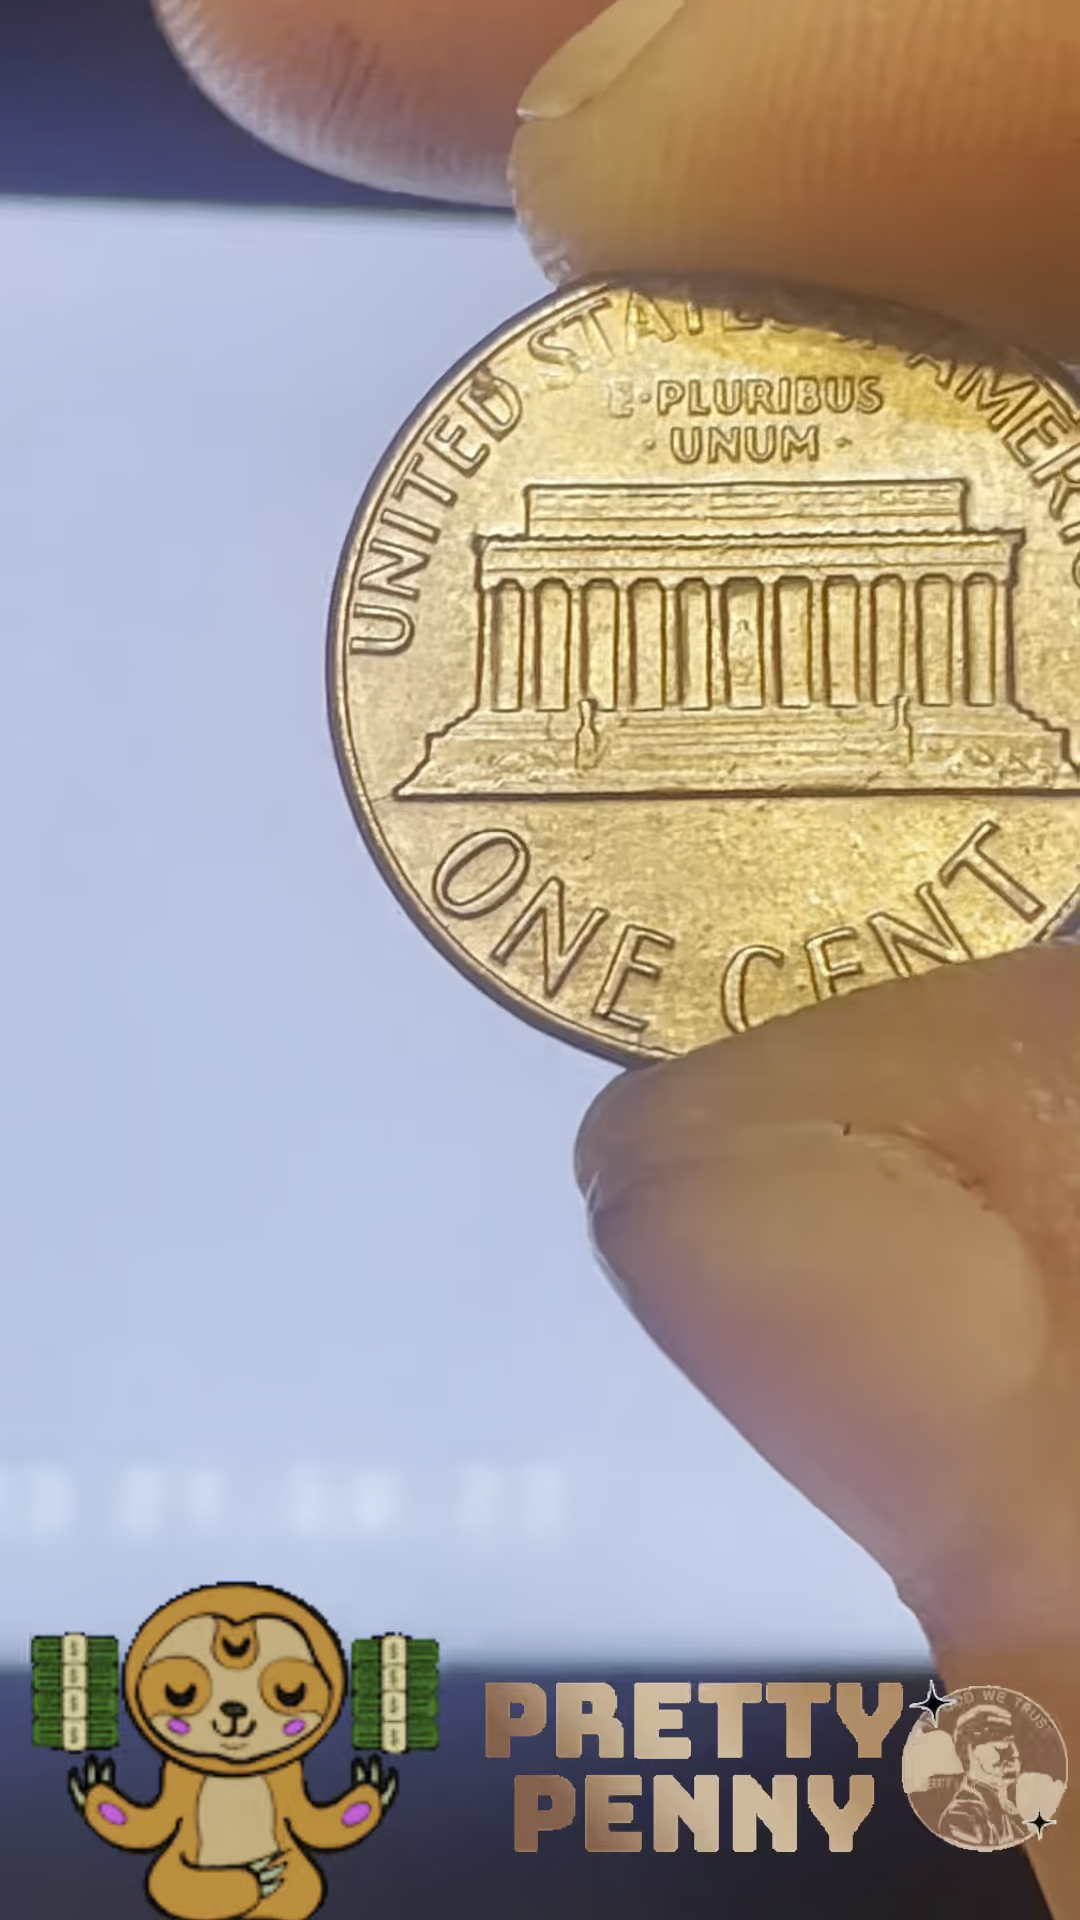 UNITED STATES OF AMERICA
E·PLURIBUS
·UNUM·
ONE CENT
PRETTY
PENNY